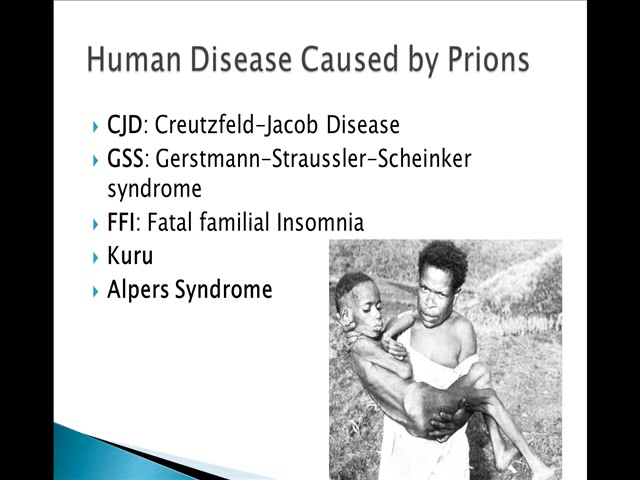 Human Disease Caused by Prions
CJD: Creutzfeld-Jacob Disease
GSS: Gerstmann-Straussler-Scheinker
syndrome
FFI: Fatal familial Insomnia
Kuru
Alpers Syndrome